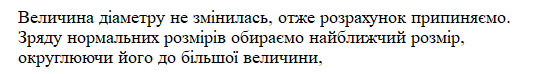 Величина діаметру не змінилась, отже розрахунок припиняємо.
Зряду нормальних розмірів обираємо найближчий розмір,
округлюючи його до більшої величини,